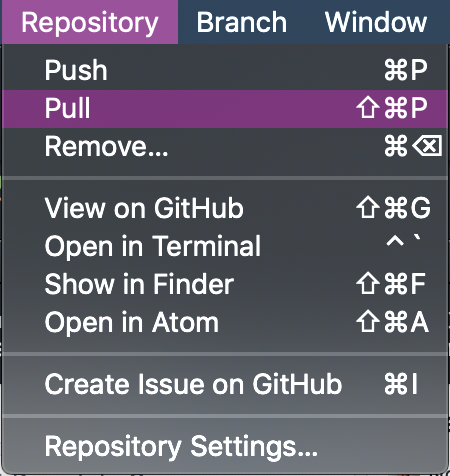 Repository Branch Window
Push ⌘P
Pull ⇧⌘P
Remove... ⌘⌫
View on GitHub ⇧⌘G
Open in Terminal ^`
Show in Finder ⇧⌘F
Open in Atom ⇧⌘A
Create Issue on GitHub ⌘I
Repository Settings...